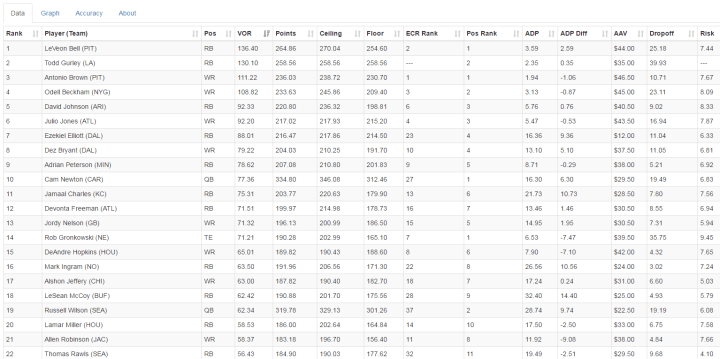 Data Graph Accuracy About
Rank Player (Team) Pos VOR Points Ceiling Floor ECR Rank Pos Rank ADP ADP Diff AAV Dropoff Risk
1 LeVeon Bell (PIT) RB 136.40 264.86 270.04 254.60 2 1 3.59 2.59 $44.00 25.18 7.44
2 Todd Gurley (LA) RB 130.10 258.56 258.56 258.56 --- 2 2.35 0.35 $35.00 39.93 ---
3 Antonio Brown (PIT) WR 111.22 236.03 238.72 230.70 1 1 1.94 -1.06 $46.50 10.71 7.67
4 Odell Beckham (NYG) WR 108.82 233.63 245.86 209.40 3 2 3.13 -0.87 $45.00 23.11 8.09
5 David Johnson (ARI) RB 92.33 220.80 236.32 198.81 6 3 5.76 0.76 $40.50 9.02 8.33
6 Julio Jones (ATL) WR 92.20 217.02 217.93 215.20 4 3 5.47 -0.53 $43.50 16.94 7.87
7 Ezekiel Elliott (DAL) RB 88.01 216.47 217.86 214.50 23 4 16.36 9.36 $12.00 11.04 6.33
8 Dez Bryant (DAL) WR 79.22 204.03 210.25 191.70 10 4 13.10 5.10 $37.50 11.05 6.81
9 Adrian Peterson (MIN) RB 78.62 207.08 210.80 201.83 9 5 8.71 -0.29 $38.00 5.21 6.92
10 Cam Newton (CAR) QB 77.36 334.80 346.08 312.46 27 1 16.30 6.30 $29.50 19.49 6.83
11 Jamaal Charles (KC) RB 75.31 203.77 220.63 179.90 13 6 21.73 10.73 $28.50 7.80 7.56
12 Devonta Freeman (ATL) RB 71.51 199.97 214.98 178.73 16 7 13.46 1.46 $30.50 8.55 6.94
13 Jordy Nelson (GB) WR 71.32 196.13 200.99 186.50 15 5 14.95 1.95 $30.50 7.31 5.94
14 Rob Gronkowski (NE) TE 71.21 190.28 202.99 165.10 7 1 6.53 -7.47 $39.50 35.75 9.45
15 DeAndre Hopkins (HOU) WR 65.01 189.82 190.43 188.60 8 6 7.90 -7.10 $42.00 4.32 7.65
16 Mark Ingram (NO) RB 63.50 191.96 206.56 171.30 22 8 26.56 10.56 $24.00 3.02 7.24
17 Alshon Jeffery (CHI) WR 63.00 187.82 190.40 182.70 18 7 17.24 0.24 $31.00 6.60 5.03
18 LeSean McCoy (BUF) RB 62.42 190.88 201.70 175.56 28 9 32.40 14.40 $25.00 4.93 5.79
19 Russell Wilson (SEA) QB 62.34 319.78 329.13 301.26 37 2 28.74 9.74 $22.50 19.19 6.08
20 Lamar Miller (HOU) RB 58.53 186.00 202.64 164.84 14 10 17.50 -2.50 $33.00 6.75 7.58
21 Allen Robinson (JAC) WR 58.37 183.18 196.70 156.40 11 8 11.92 -9.08 $38.00 4.84 7.66
22 Thomas Rawls (SEA) RB 56.43 184.90 190.03 177.62 32 11 19.49 -2.51 $29.50 9.68 4.10